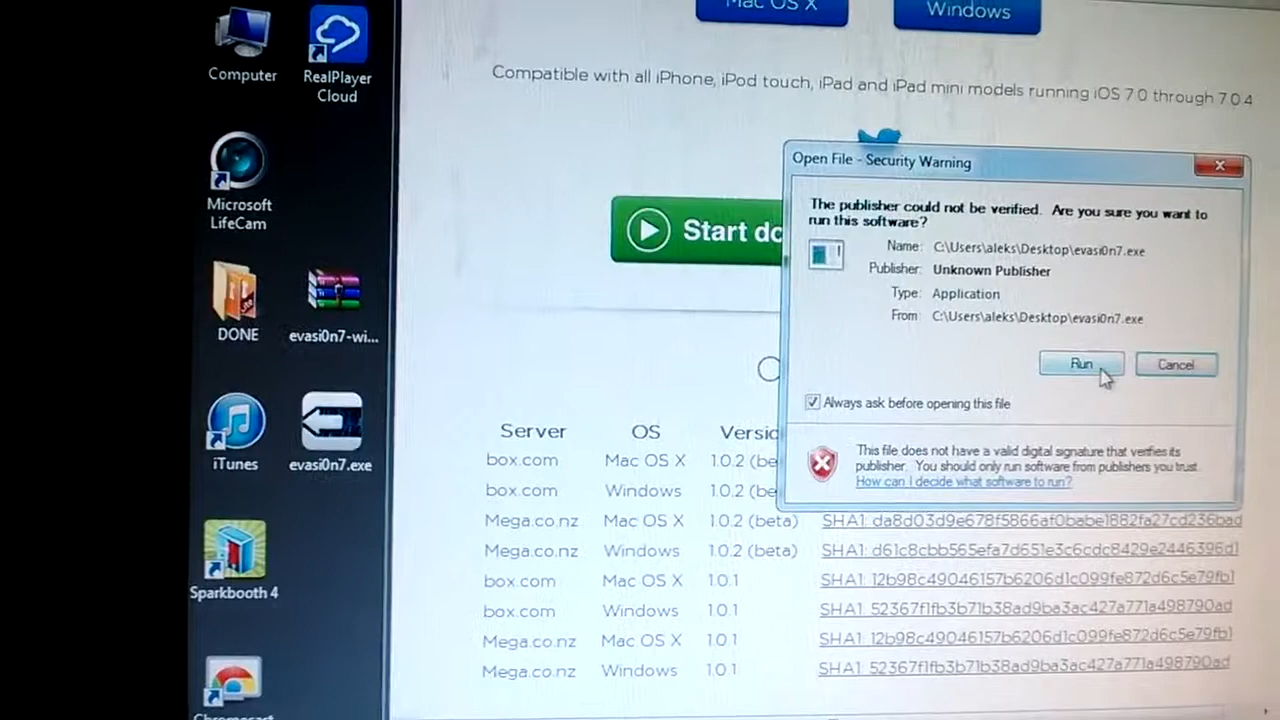 Mac OS X
Windows
Computer
RealPlayer
Cloud
Compatible with all iPhone, iPod touch, iPad and iPad mini models running iOS 7.0 through 7.0.4
Microsoft
LifeCam
Open File - Security Warning
The publisher could not be verified. Are you sure you want to
run this software?
Name: C:\Users\aleks\Desktop\evasi0n7.exe
Publisher: Unknown Publisher
Type: Application
From: C:\Users\aleks\Desktop\evasi0n7.exe
Run
Cancel
Always ask before opening this file
This file does not have a valid digital signature that verifies its
publisher. You should only run software from publishers you trust.
How can I decide what software to run?
Start do
DONE
evasi0n7-wi...
iTunes
evasi0n7.exe
Sparkbooth 4
Server OS Versio
box.com Mac OS X 1.0.2 (be
box.com Windows 1.0.2 (be
Mega.co.nz Mac OS X 1.0.2 (beta) SHA1: da8d03d9e678f5866af0babe1882fa27cd236bad
Mega.co.nz Windows 1.0.2 (beta) SHA1: d61c8cbb565efa7d651e3c6cdc8429e2446396d1
box.com Mac OS X 1.0.1 SHA1: 12b98c49046157b6206d1c099fe872d6c5e79fb1
box.com Windows 1.0.1 SHA1: 52367f1fb3b71b38ad9ba3ac427a771a498790ad
Mega.co.nz Mac OS X 1.0.1 SHA1: 12b98c49046157b6206d1c099fe872d6c5e79fb1
Mega.co.nz Windows 1.0.1 SHA1: 52367f1fb3b71b38ad9ba3ac427a771a498790ad